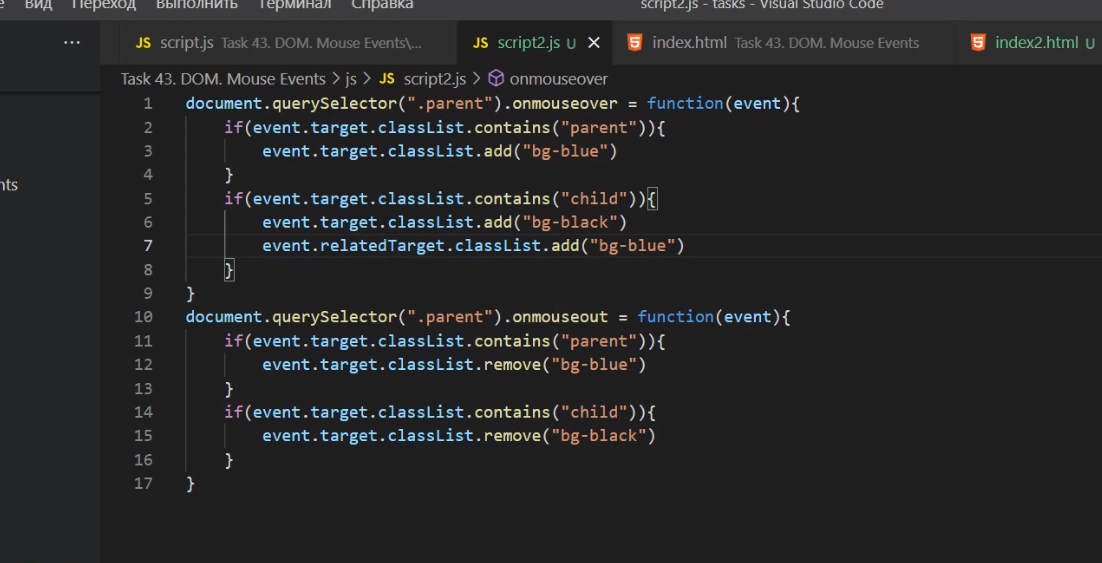 Вид Переход Выполнить Терминал Справка script2.js - tasks - Visual Studio Code
... JS script.js Task 43. DOM. Mouse Events\... JS script2.js U × index.html Task 43. DOM. Mouse Events index2.html U
Task 43. DOM. Mouse Events > js > JS script2.js > onmouseover
1 document.querySelector(".parent").onmouseover = function(event){
2 if(event.target.classList.contains("parent")){
3 event.target.classList.add("bg-blue")
4 }
5 if(event.target.classList.contains("child")){
6 event.target.classList.add("bg-black")
7 event.relatedTarget.classList.add("bg-blue")
8 }
9 }
10 document.querySelector(".parent").onmouseout = function(event){
11 if(event.target.classList.contains("parent")){
12 event.target.classList.remove("bg-blue")
13 }
14 if(event.target.classList.contains("child")){
15 event.target.classList.remove("bg-black")
16 }
17 }
nts